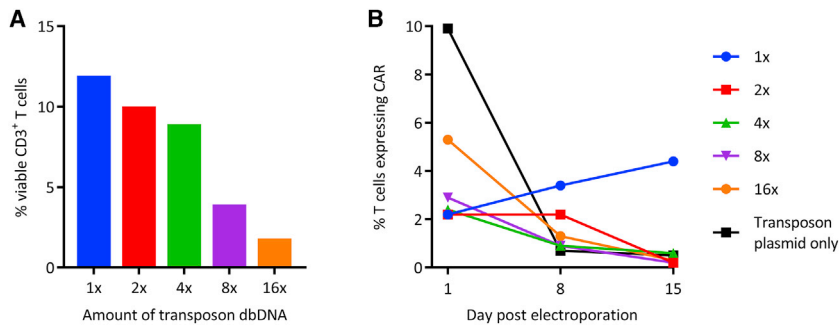 A
15
10
5
0
% viable CD3⁺ T cells
1x 2x 4x 8x 16x
Amount of transposon dbDNA
B
10
8
6
4
2
0
% T cells expressing CAR
1 8 15
Day post electroporation
1x
2x
4x
8x
16x
Transposon
plasmid only